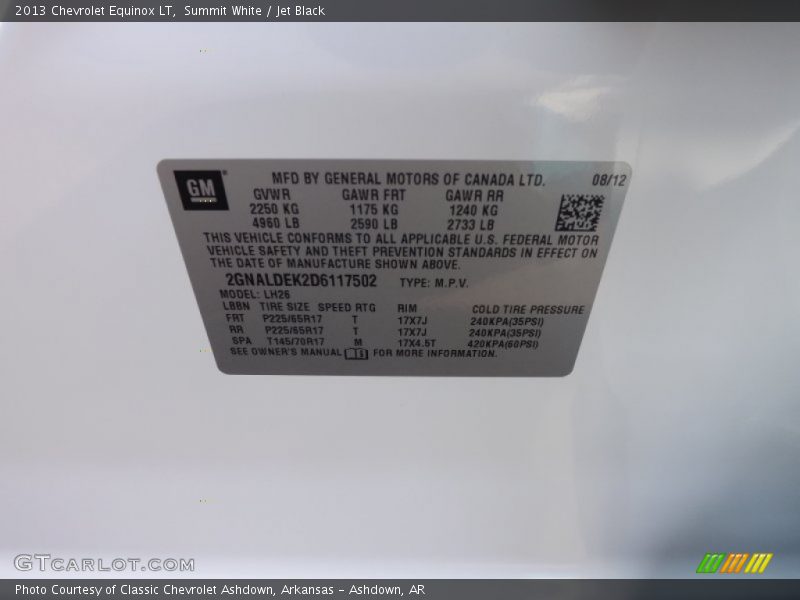 2013 Chevrolet Equinox LT,  Summit White / Jet Black
GM
MFD BY GENERAL MOTORS OF CANADA LTD. 08/12
GVWR GAWR FRT GAWR RR
2250 KG 1175 KG 1240 KG
4960 LB 2590 LB 2733 LB
THIS VEHICLE CONFORMS TO ALL APPLICABLE U.S. FEDERAL MOTOR
VEHICLE SAFETY AND THEFT PREVENTION STANDARDS IN EFFECT ON
THE DATE OF MANUFACTURE SHOWN ABOVE.
2GNALDEK2D6117502 TYPE: M.P.V.
MODEL: LH26
LBBN TIRE SIZE SPEED RTG RIM COLD TIRE PRESSURE
FRT P225/65R17 T 17X7J 240KPA(35PSI)
RR P225/65R17 T 17X7J 240KPA(35PSI)
SPA T145/70R17 M 17X4.5T 420KPA(60PSI)
SEE OWNER'S MANUAL FOR MORE INFORMATION.
GTCARLOT.COM
Photo Courtesy of Classic Chevrolet Ashdown, Arkansas - Ashdown, AR